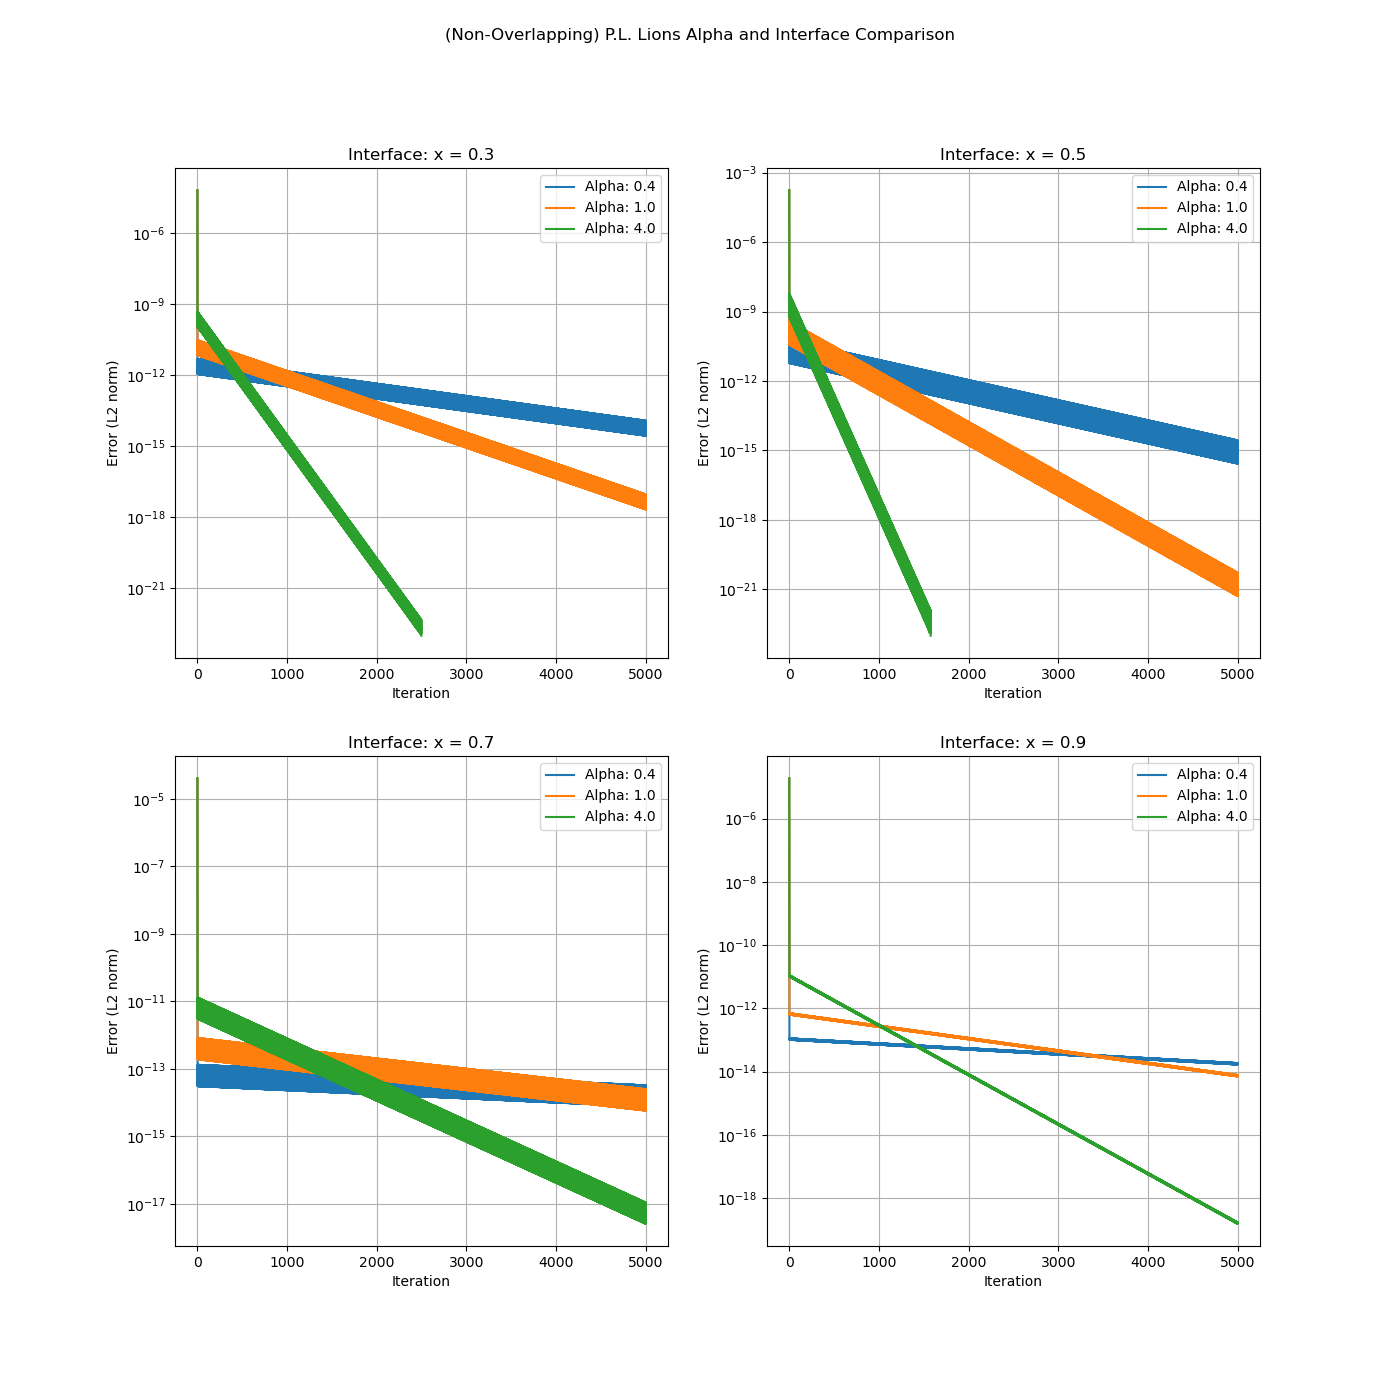 (Non-Overlapping) P.L. Lions Alpha and Interface Comparison
Interface: x = 0.3
Error (L2 norm)
10⁻⁶
10⁻⁹
10⁻¹²
10⁻¹⁵
10⁻¹⁸
10⁻²¹
Alpha: 0.4
Alpha: 1.0
Alpha: 4.0
0 1000 2000 3000 4000 5000
Iteration
Interface: x = 0.5
Error (L2 norm)
10⁻³
10⁻⁶
10⁻⁹
10⁻¹²
10⁻¹⁵
10⁻¹⁸
10⁻²¹
Alpha: 0.4
Alpha: 1.0
Alpha: 4.0
0 1000 2000 3000 4000 5000
Iteration
Interface: x = 0.7
Error (L2 norm)
10⁻⁵
10⁻⁷
10⁻⁹
10⁻¹¹
10⁻¹³
10⁻¹⁵
10⁻¹⁷
Alpha: 0.4
Alpha: 1.0
Alpha: 4.0
0 1000 2000 3000 4000 5000
Iteration
Interface: x = 0.9
Error (L2 norm)
10⁻⁶
10⁻⁸
10⁻¹⁰
10⁻¹²
10⁻¹⁴
10⁻¹⁶
10⁻¹⁸
Alpha: 0.4
Alpha: 1.0
Alpha: 4.0
0 1000 2000 3000 4000 5000
Iteration